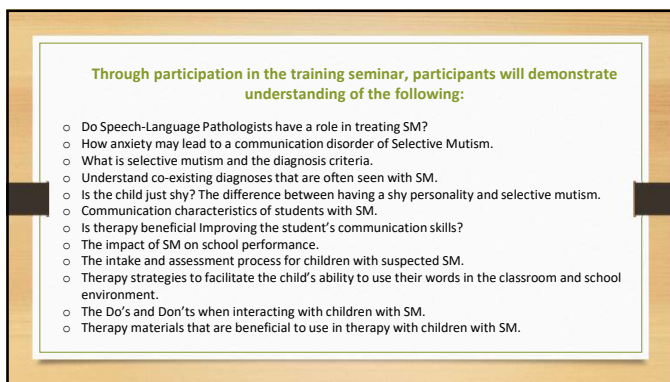 Through participation in the training seminar, participants will demonstrate
understanding of the following:
o Do Speech-Language Pathologists have a role in treating SM?
o How anxiety may lead to a communication disorder of Selective Mutism.
o What is selective mutism and the diagnosis criteria.
o Understand co-existing diagnoses that are often seen with SM.
o Is the child just shy? The difference between having a shy personality and selective mutism.
o Communication characteristics of students with SM.
o Is therapy beneficial Improving the student's communication skills?
o The impact of SM on school performance.
o The intake and assessment process for children with suspected SM.
o Therapy strategies to facilitate the child's ability to use their words in the classroom and school
environment.
o The Do's and Don'ts when interacting with children with SM.
o Therapy materials that are beneficial to use in therapy with children with SM.